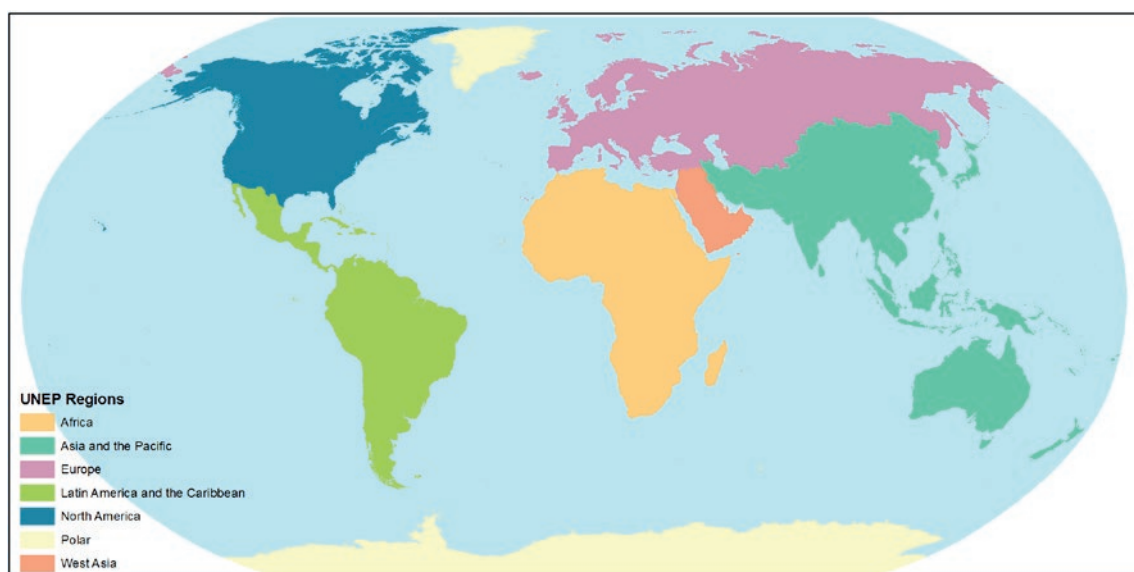 UNEP Regions
Africa
Asia and the Pacific
Europe
Latin America and the Caribbean
North America
Polar
West Asia